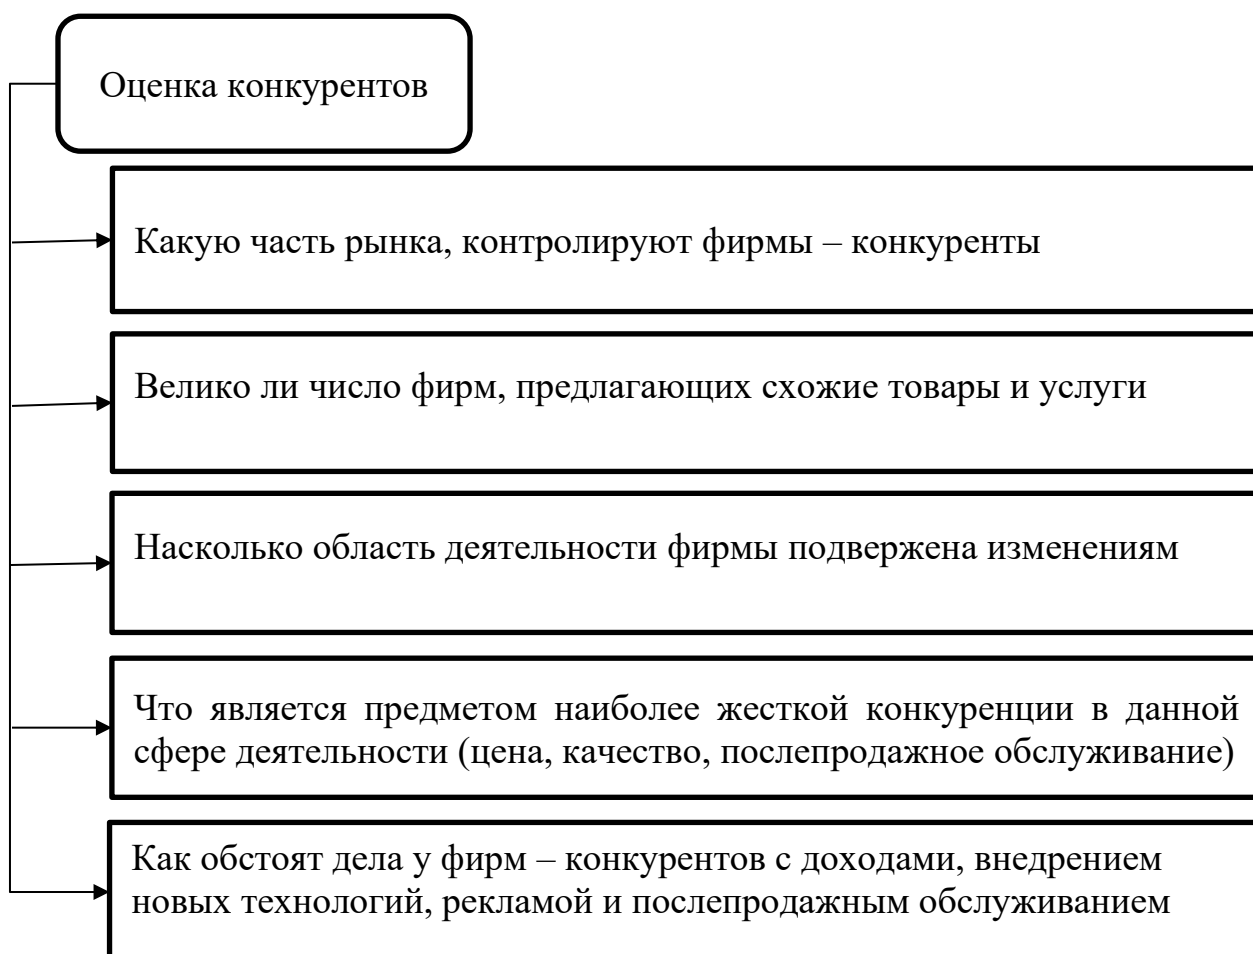 Оценка конкурентов
Какую часть рынка, контролируют фирмы – конкуренты
Велико ли число фирм, предлагающих схожие товары и услуги
Насколько область деятельности фирмы подвержена изменениям
Что является предметом наиболее жесткой конкуренции в данной
сфере деятельности (цена, качество, послепродажное обслуживание)
Как обстоят дела у фирм – конкурентов с доходами, внедрением
новых технологий, рекламой и послепродажным обслуживанием